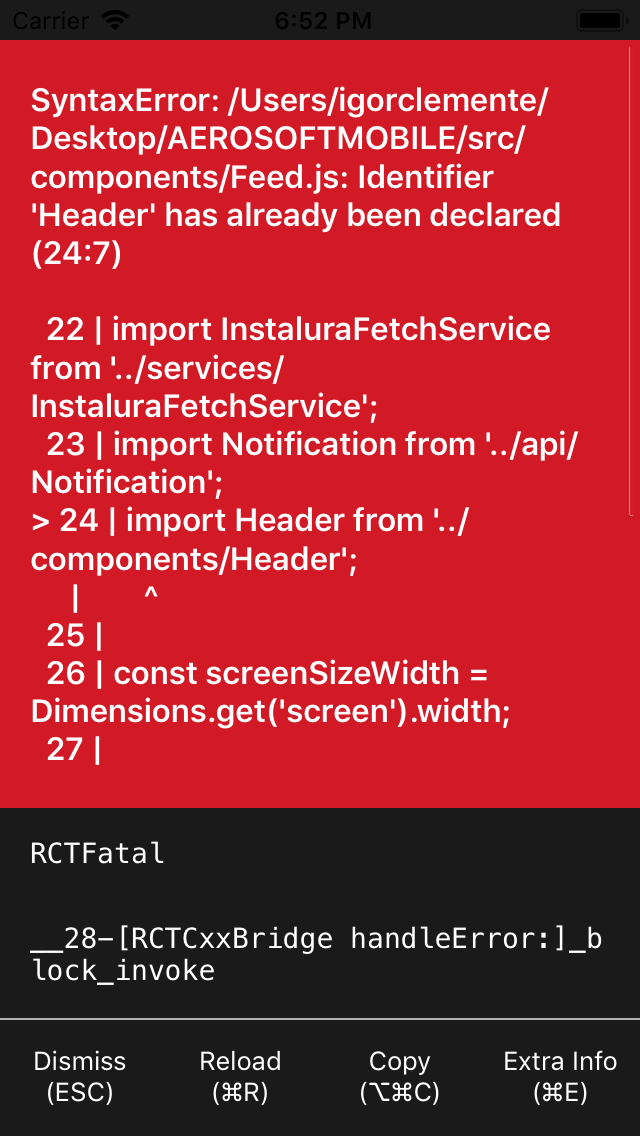 Carrier 6:52 PM
SyntaxError: /Users/igorclemente/
Desktop/AEROSOFTMOBILE/src/
components/Feed.js: Identifier
'Header' has already been declared
(24:7)
22 | import InstaluraFetchService
from '../services/
InstaluraFetchService';
23 | import Notification from '../api/
Notification';
> 24 | import Header from '../
components/Header';
| ^
25 |
26 | const screenSizeWidth =
Dimensions.get('screen').width;
27 |
RCTFatal
__28-[RCTCxxBridge handleError:]_b
lock_invoke
Dismiss Reload Copy Extra Info
(ESC) (⌘R) (⌥⌘C) (⌘E)